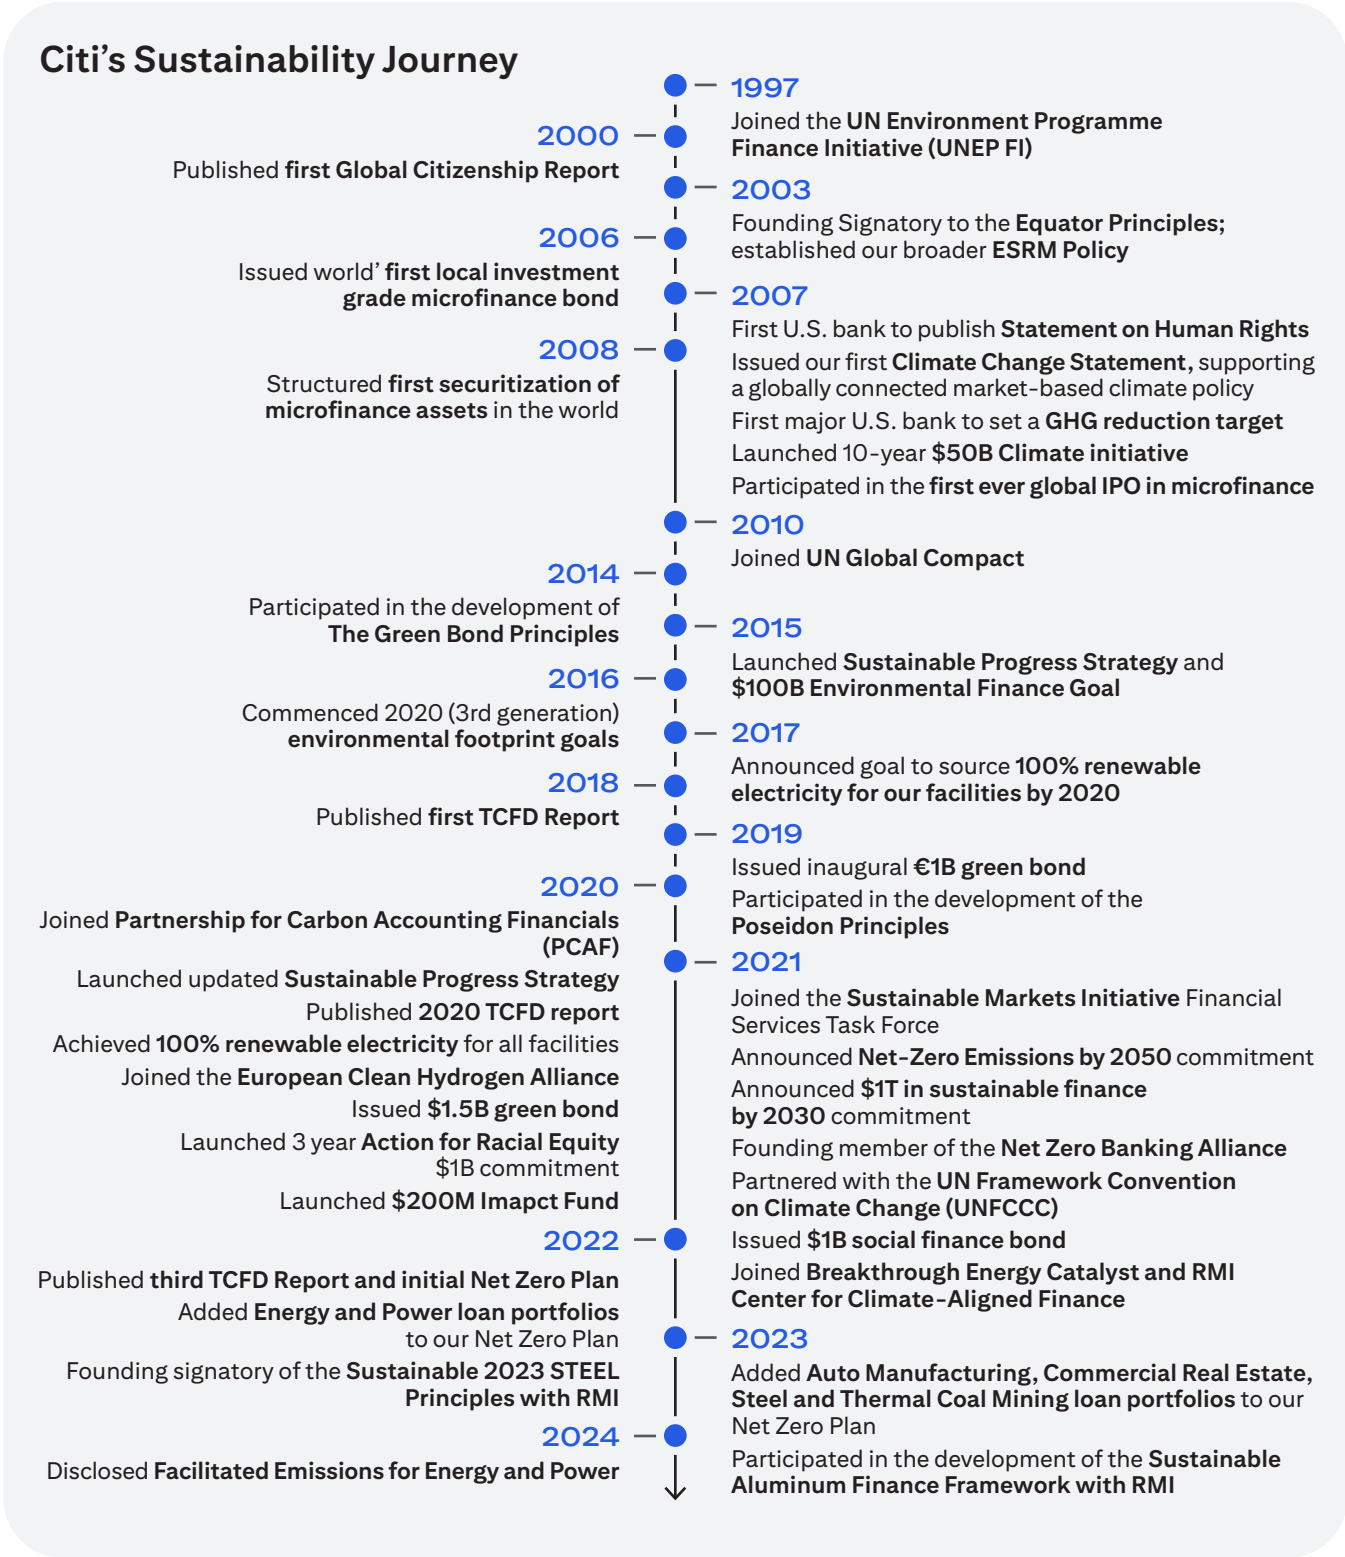 Citi’s Sustainability Journey
1997
Joined the UN Environment Programme
Finance Initiative (UNEP FI)
2000
Published first Global Citizenship Report
2003
Founding Signatory to the Equator Principles;
established our broader ESRM Policy
2006
Issued world’ first local investment
grade microfinance bond
2007
First U.S. bank to publish Statement on Human Rights
Issued our first Climate Change Statement, supporting
a globally connected market-based climate policy
First major U.S. bank to set a GHG reduction target
Launched 10-year $50B Climate initiative
Participated in the first ever global IPO in microfinance
2008
Structured first securitization of
microfinance assets in the world
2010
Joined UN Global Compact
2014
Participated in the development of
The Green Bond Principles
2015
Launched Sustainable Progress Strategy and
$100B Environmental Finance Goal
2016
Commenced 2020 (3rd generation)
environmental footprint goals
2017
Announced goal to source 100% renewable
electricity for our facilities by 2020
2018
Published first TCFD Report
2019
Issued inaugural €1B green bond
Participated in the development of the
Poseidon Principles
2020
Joined Partnership for Carbon Accounting Financials
(PCAF)
Launched updated Sustainable Progress Strategy
Published 2020 TCFD report
Achieved 100% renewable electricity for all facilities
Joined the European Clean Hydrogen Alliance
Issued $1.5B green bond
Launched 3 year Action for Racial Equity
$1B commitment
Launched $200M Imapct Fund
2021
Joined the Sustainable Markets Initiative Financial
Services Task Force
Announced Net-Zero Emissions by 2050 commitment
Announced $1T in sustainable finance
by 2030 commitment
Founding member of the Net Zero Banking Alliance
Partnered with the UN Framework Convention
on Climate Change (UNFCCC)
Issued $1B social finance bond
Joined Breakthrough Energy Catalyst and RMI
Center for Climate-Aligned Finance
2022
Published third TCFD Report and initial Net Zero Plan
Added Energy and Power loan portfolios
to our Net Zero Plan
Founding signatory of the Sustainable 2023 STEEL
Principles with RMI
2023
Added Auto Manufacturing, Commercial Real Estate,
Steel and Thermal Coal Mining loan portfolios to our
Net Zero Plan
Participated in the development of the Sustainable
Aluminum Finance Framework with RMI
2024
Disclosed Facilitated Emissions for Energy and Power